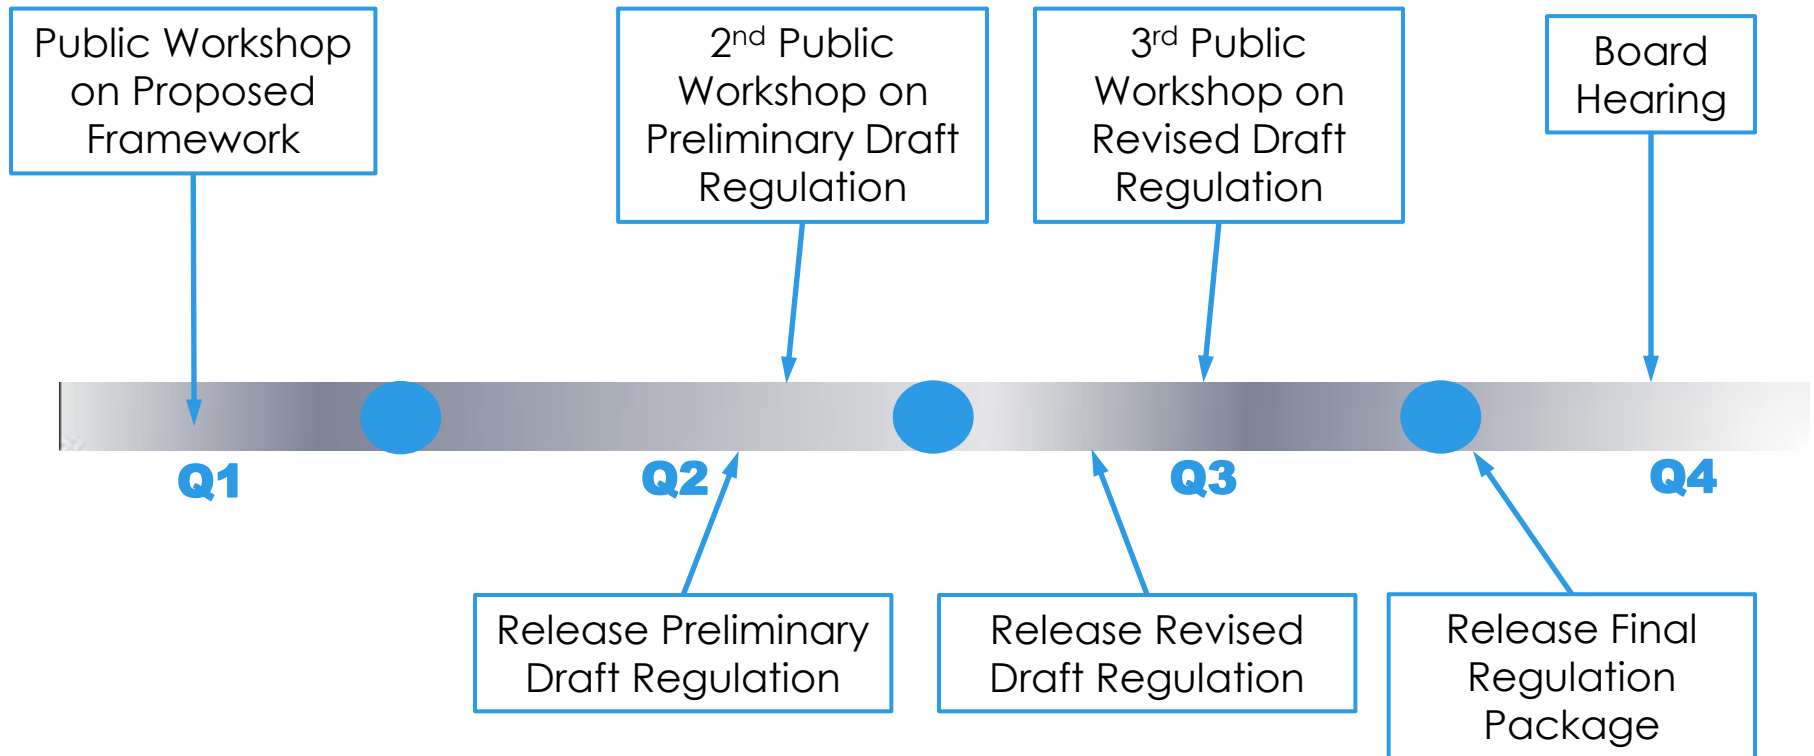 Public Workshop
on Proposed
Framework
2nd Public
Workshop on
Preliminary Draft
Regulation
3rd Public
Workshop on
Revised Draft
Regulation
Board
Hearing
Q1
Q2
Q3
Q4
Release Preliminary
Draft Regulation
Release Revised
Draft Regulation
Release Final
Regulation
Package